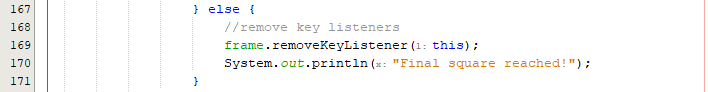 167 } else {
168 //remove key listeners
169 frame.removeKeyListener(l: this);
170 System.out.println(x: "Final square reached!");
171 }